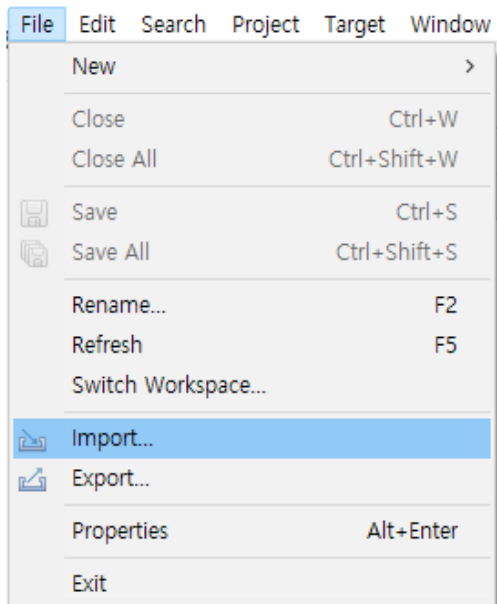 File Edit Search Project Target Window
New >
Close Ctrl+W
Close All Ctrl+Shift+W
Save Ctrl+S
Save All Ctrl+Shift+S
Rename... F2
Refresh F5
Switch Workspace...
Import...
Export...
Properties Alt+Enter
Exit